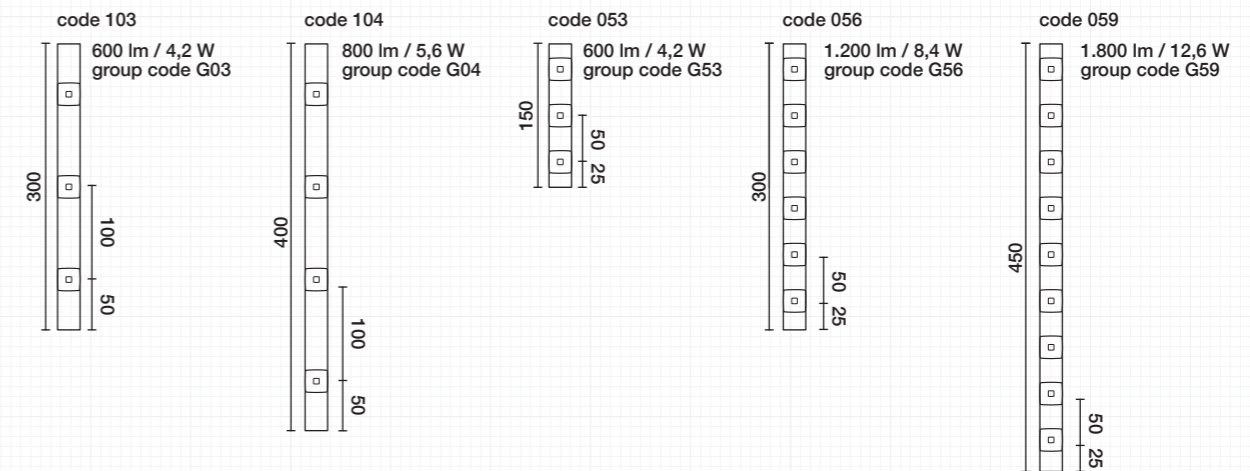 code 103
600 lm / 4,2 W
group code G03
300
100
50
code 104
800 lm / 5,6 W
group code G04
400
100
50
code 053
600 lm / 4,2 W
group code G53
150
50
25
code 056
1.200 lm / 8,4 W
group code G56
300
50
25
code 059
1.800 lm / 12,6 W
group code G59
450
50
25